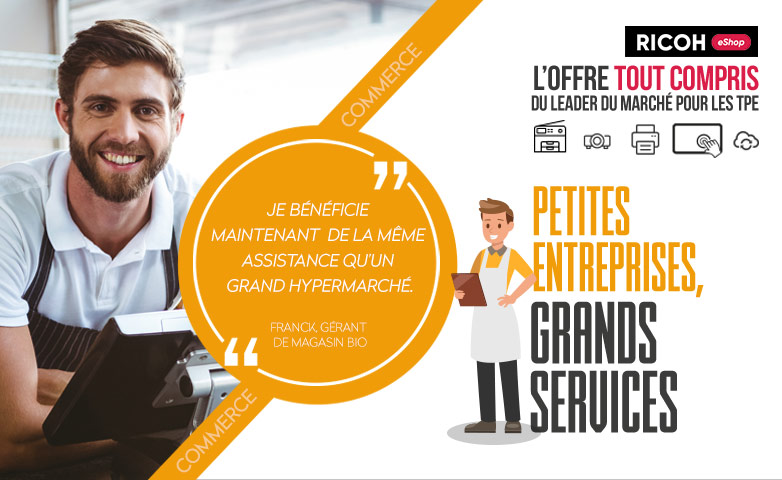 COMMERCE
”
JE BÉNÉFICIE
MAINTENANT DE LA MÊME
ASSISTANCE QU'UN
GRAND HYPERMARCHÉ.
FRANCK, GÉRANT
DE MAGASIN BIO
“
COMMERCE
RICOH eShop
L'OFFRE TOUT COMPRIS
DU LEADER DU MARCHÉ POUR LES TPE
PETITES
ENTREPRISES,
GRANDS
SERVICES